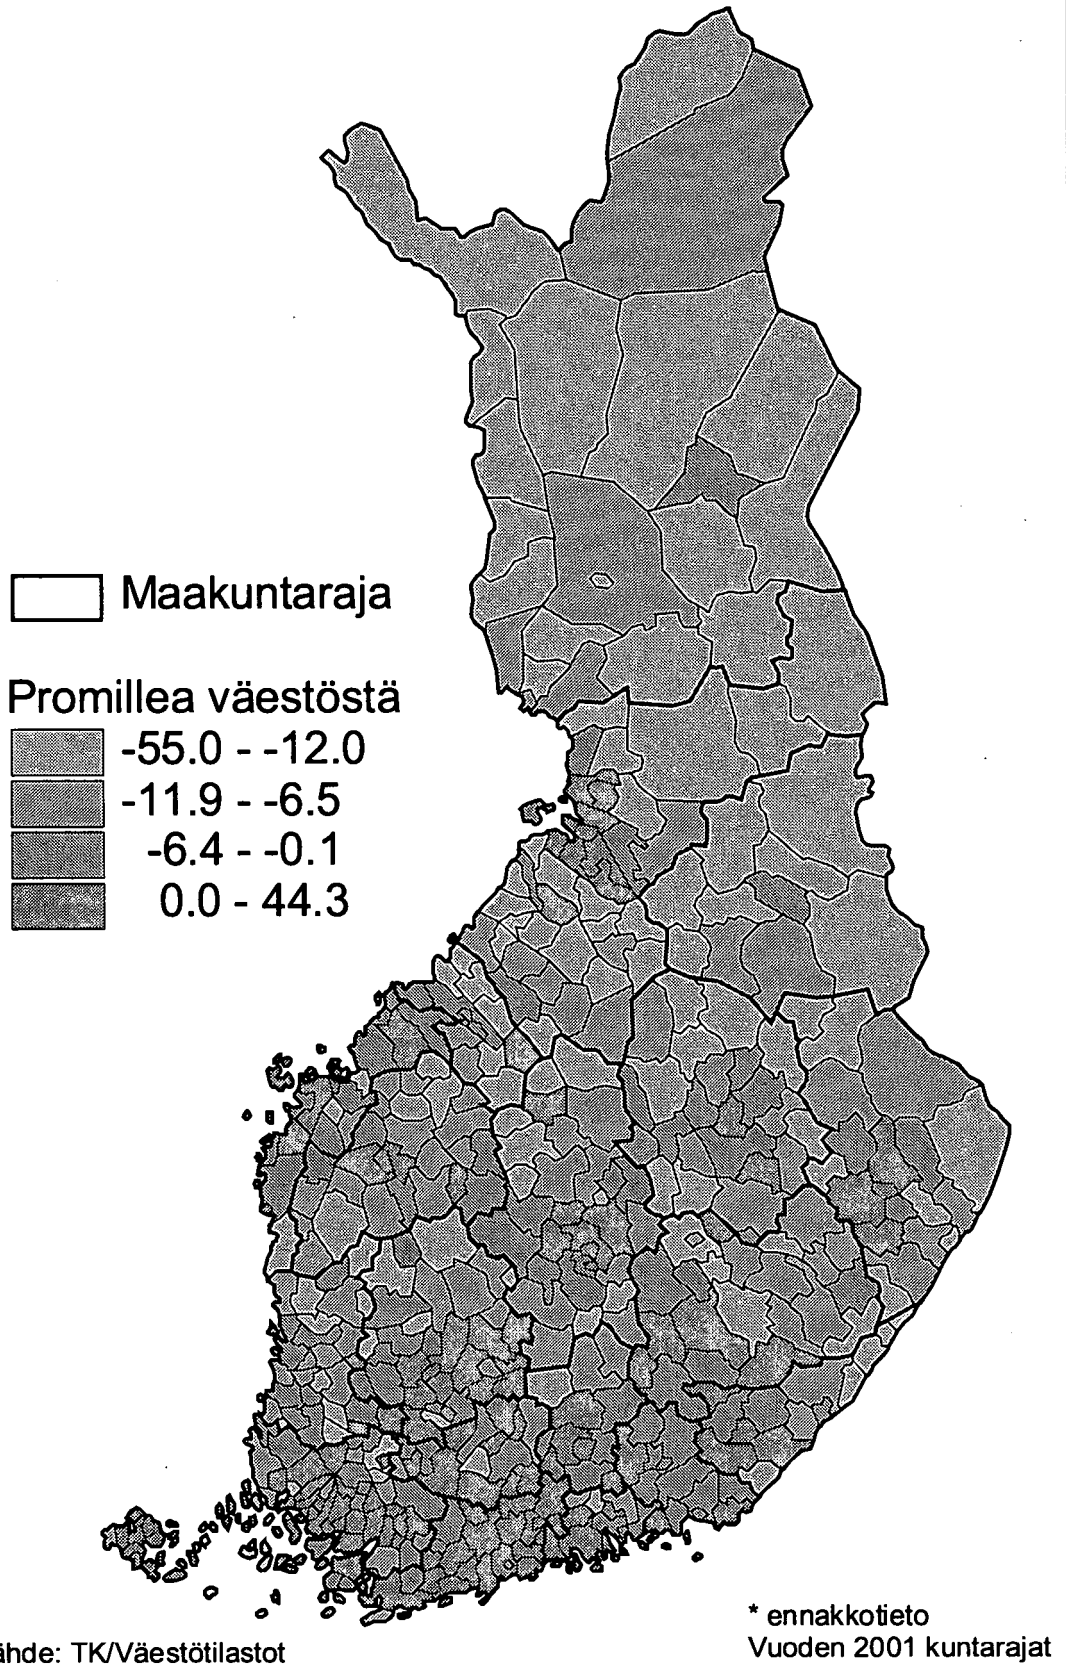 Maakuntaraja
Promillea väestöstä
-55.0 - -12.0
-11.9 - -6.5
-6.4 - -0.1
0.0 - 44.3
* ennakkotieto
Vuoden 2001 kuntarajat
ähde: TK/Väestötilastot